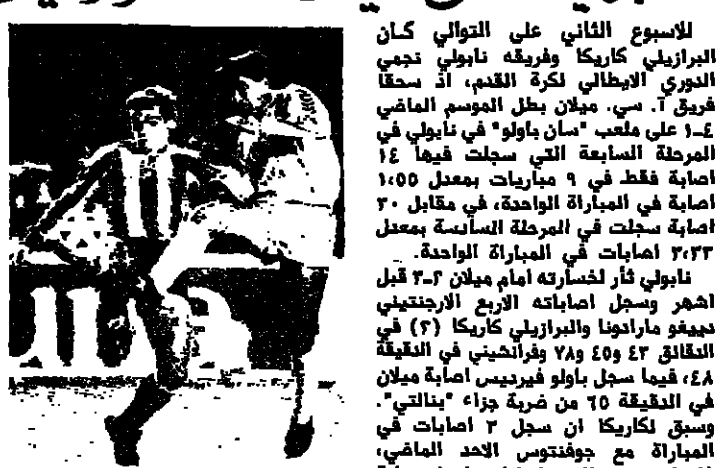 للاسبوع الثاني على التوالي كان
البرازيلي كاريكا وفريقه نابولي نجمي
الدوري الايطالي لكرة القدم، اذ سحقا
فريق آ. سي. ميلان بطل الموسم الماضي
٤-١ على ملعب "سان باولو" في نابولي في
المرحلة السابعة التي سجلت فيها ١٤
اصابة فقط في ٩ مباريات بمعدل ١،٥٥
اصابة في المباراة الواحدة، في مقابل ٣٠
اصابة سجلت في المرحلة السادسة بمعدل
٣،٣٣ اصابات في المباراة الواحدة.
نابولي ثأر لخسارته امام ميلان ٢-٣ قبل
اشهر وسجل اصاباته الاربع الارجنتيني
دييغو مارادونا والبرازيلي كاريكا (٢) في
الدقائق ٤٣ و٤٥ و٧٨ وفرانشيني في الدقيقة
٤٨، فيما سجل باولو فيرديس اصابة ميلان
في الدقيقة ٦٥ من ضربة جزاء "بنالتي".
وسبق لكاريكا ان سجل ٣ اصابات في
المباراة مع جوفنتوس الاحد الماضي،